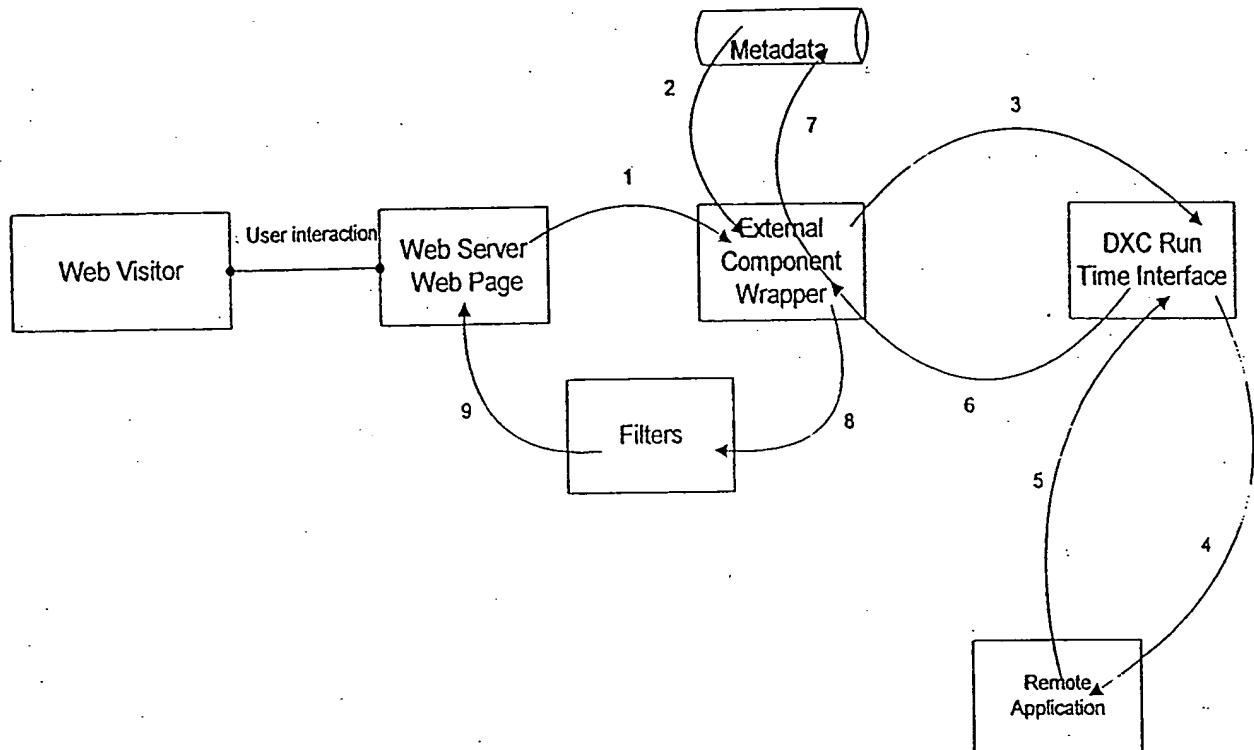 Metadata
2
7
3
1
User interaction
Web Visitor
Web Server
Web Page
External
Component
Wrapper
DXC Run
Time Interface
9
Filters
8
6
5
4
Remote
Application